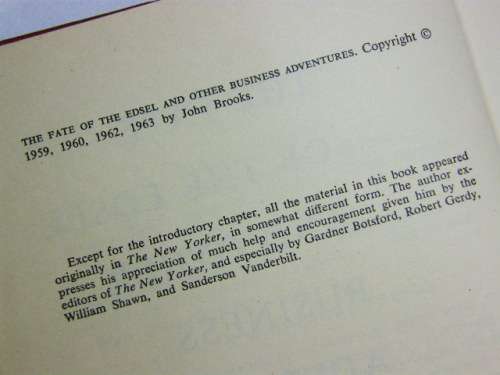 THE FATE OF THE EDSEL AND OTHER BUSINESS ADVENTURES. Copyright ©
1959, 1960, 1962, 1963 by John Brooks.
Except for the introductory chapter, all the material in this book appeared
originally in The New Yorker, in somewhat different form. The author ex-
presses his appreciation of much help and encouragement given him by the
editors of The New Yorker, and especially by Gardner Botsford, Robert Gerdy,
William Shawn, and Sanderson Vanderbilt.